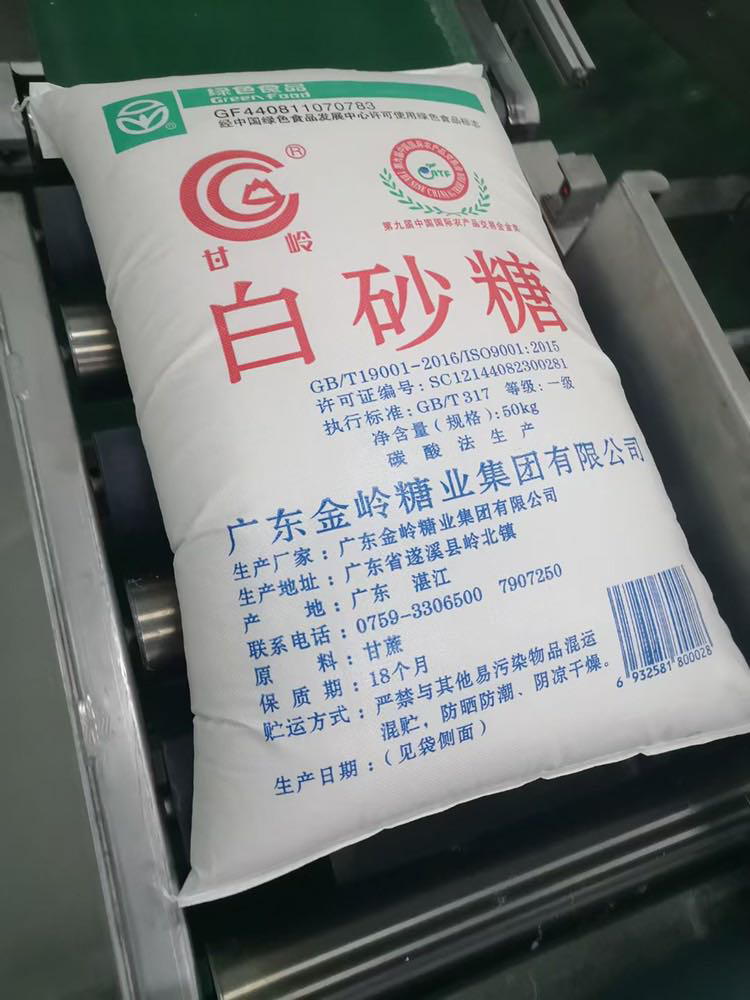 绿色食品
Green Food
GF440811070783
经中国绿色食品发展中心许可使用绿色食品标志
®
®
甘岭
第九届中国国际农产品交易会金奖
白砂糖
GB/T19001-2016/ISO9001:2015
许可证编号:SC12144082300281
执行标准:GB/T317 等级:一级
净含量(规格):50kg
碳酸法生产
广东金岭糖业集团有限公司
生产厂家:广东金岭糖业集团有限公司
生产地址:广东省遂溪县岭北镇
产地:广东 湛江
联系电话:0759-3306500 7907250
原料:甘蔗
保质期:18个月
贮运方式:严禁与其他易污染物品混运
混贮,防晒防潮、阴凉干燥。
生产日期:(见袋侧面)
6 932581 800028